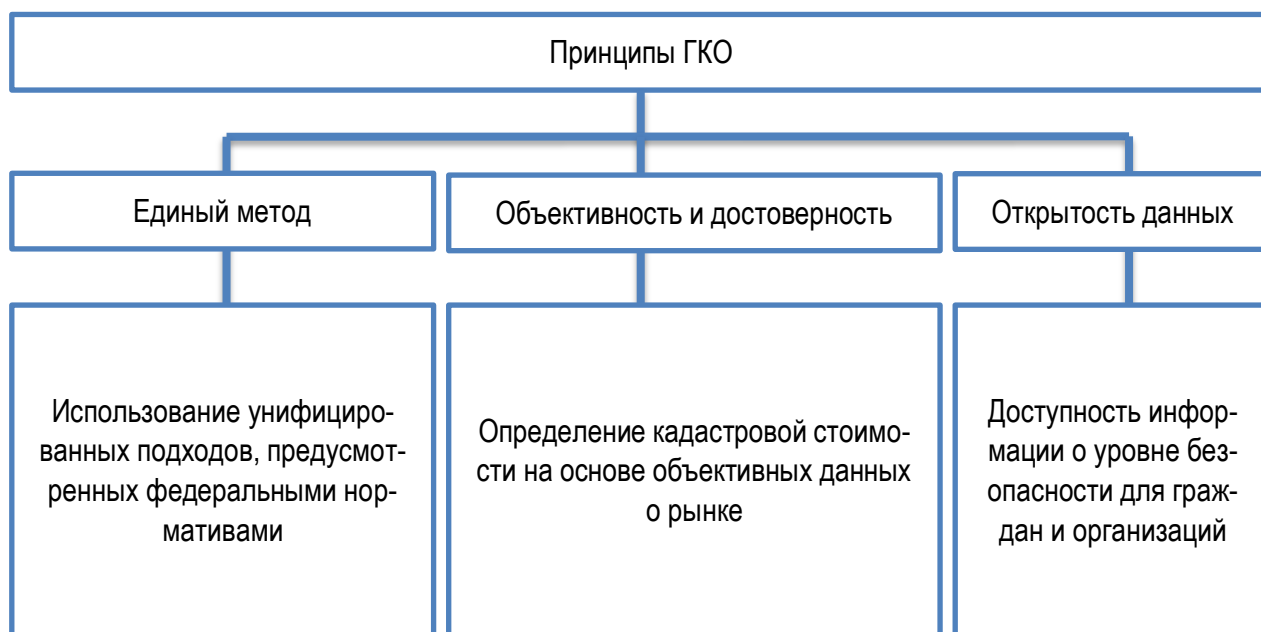 Принципы ГКО
Единый метод
Объективность и достоверность
Открытость данных
Использование унифициро-
ванных подходов, предусмот-
ренных федеральными нор-
мативами
Определение кадастровой стоимо-
сти на основе объективных данных
о рынке
Доступность инфор-
мации о уровне без-
опасности для граж-
дан и организаций